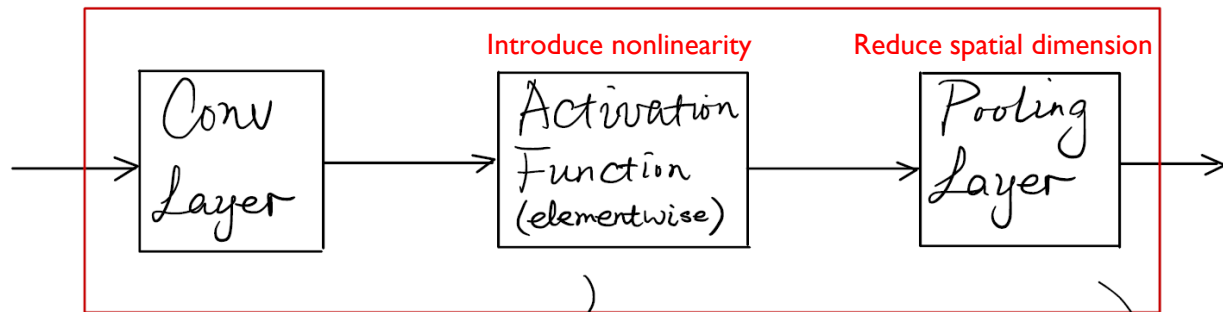 Introduce nonlinearity
Reduce spatial dimension
Conv
Layer
Activation
Function
(elementwise)
Pooling
Layer